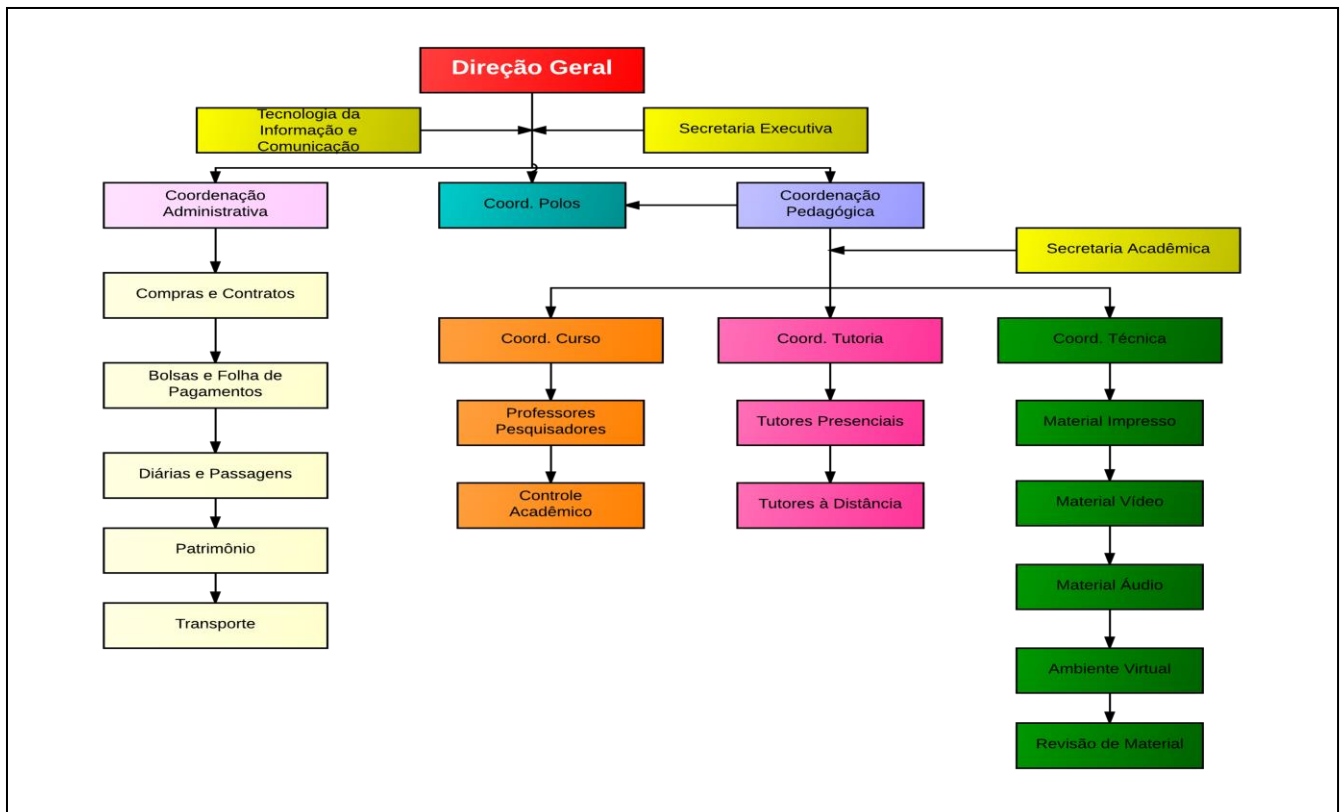 Direção Geral
Tecnologia da
Informação e
Comunicação
Secretaria Executiva
Coordenação
Administrativa
Coord. Polos
Coordenação
Pedagógica
Secretaria Acadêmica
Compras e Contratos
Coord. Curso
Coord. Tutoria
Coord. Técnica
Bolsas e Folha de
Pagamentos
Professores
Pesquisadores
Tutores Presenciais
Material Impresso
Diárias e Passagens
Controle
Acadêmico
Tutores à Distância
Material Vídeo
Patrimônio
Material Áudio
Transporte
Ambiente Virtual
Revisão de Material